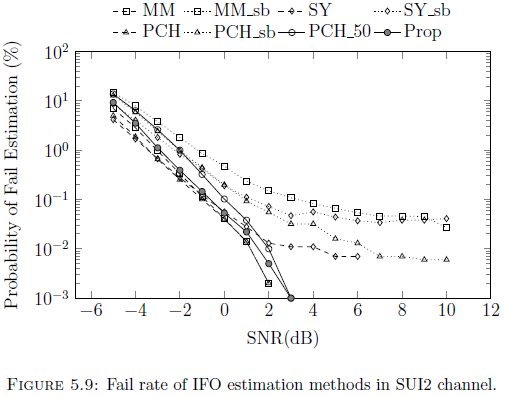 MM MM_sb SY SY_sb
PCH PCH_sb PCH_50 Prop
Probability of Fail Estimation (%)
10^2
10^1
10^0
10^−1
10^−2
10^−3
−6 −4 −2 0 2 4 6 8 10 12
SNR(dB)
FIGURE 5.9: Fail rate of IFO estimation methods in SUI2 channel.